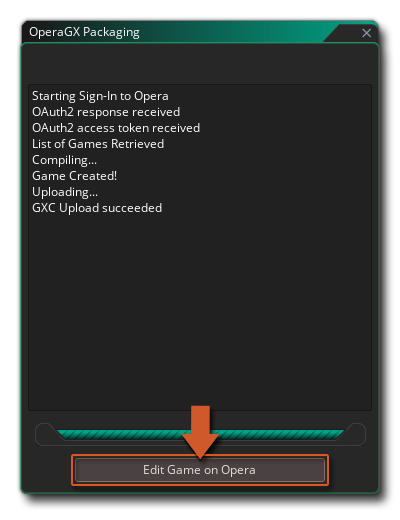 OperaGX Packaging
Starting Sign-In to Opera
OAuth2 response received
OAuth2 access token received
List of Games Retrieved
Compiling...
Game Created!
Uploading...
GXC Upload succeeded
Edit Game on Opera